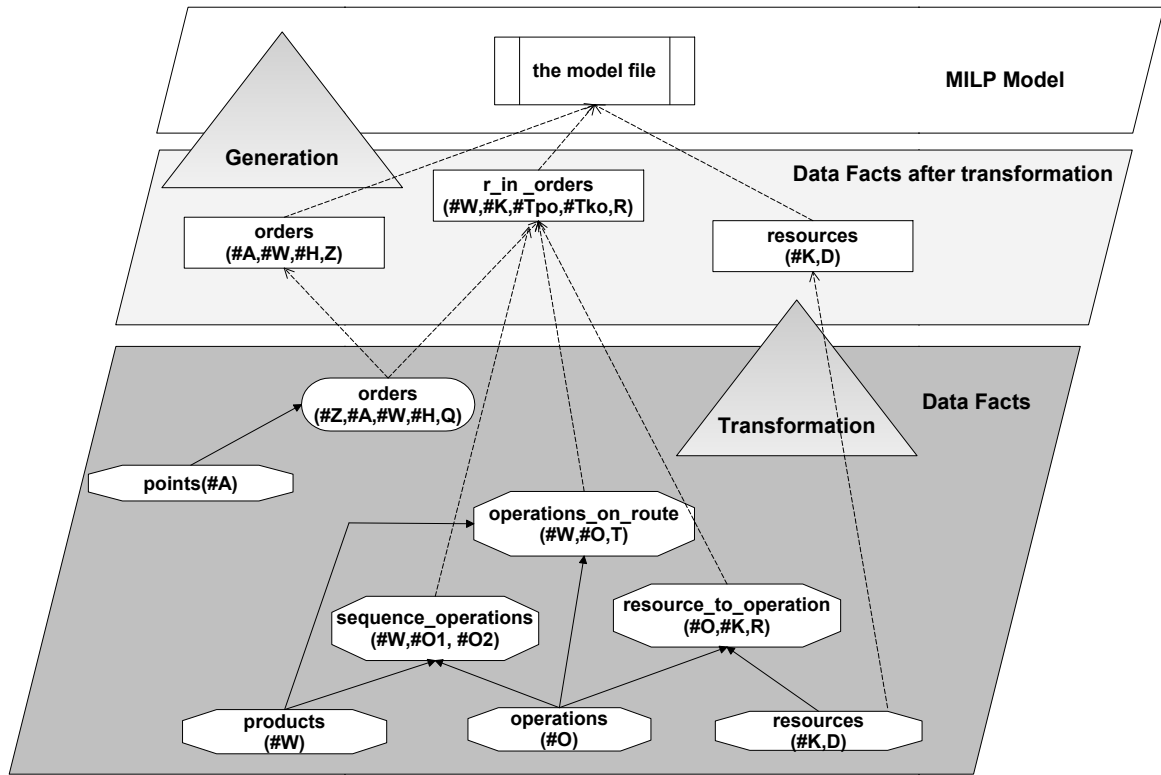 the model file
MILP Model
Generation
Data Facts after transformation
r_in _orders
(#W,#K,#Tpo,#Tko,R)
orders
(#A,#W,#H,Z)
resources
(#K,D)
orders
(#Z,#A,#W,#H,Q)
Data Facts
Transformation
points(#A)
operations_on_route
(#W,#O,T)
sequence_operations
(#W,#O1, #O2)
resource_to_operation
(#O,#K,R)
products
(#W)
operations
(#O)
resources
(#K,D)